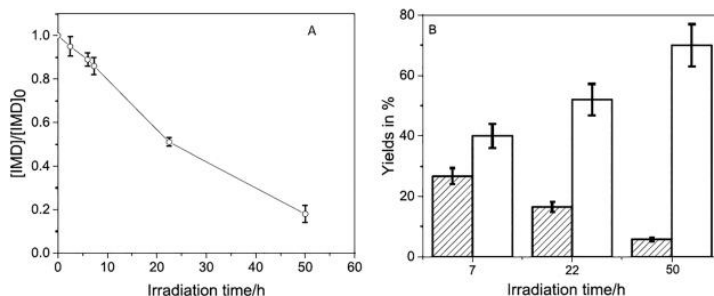 A
[IMD]/[IMD]0
1.0
0.8
0.6
0.4
0.2
0.0
0 10 20 30 40 50 60
Irradiation time/h
B
Yields in %
80
60
40
20
0
7 22 50
Irradiation time/h